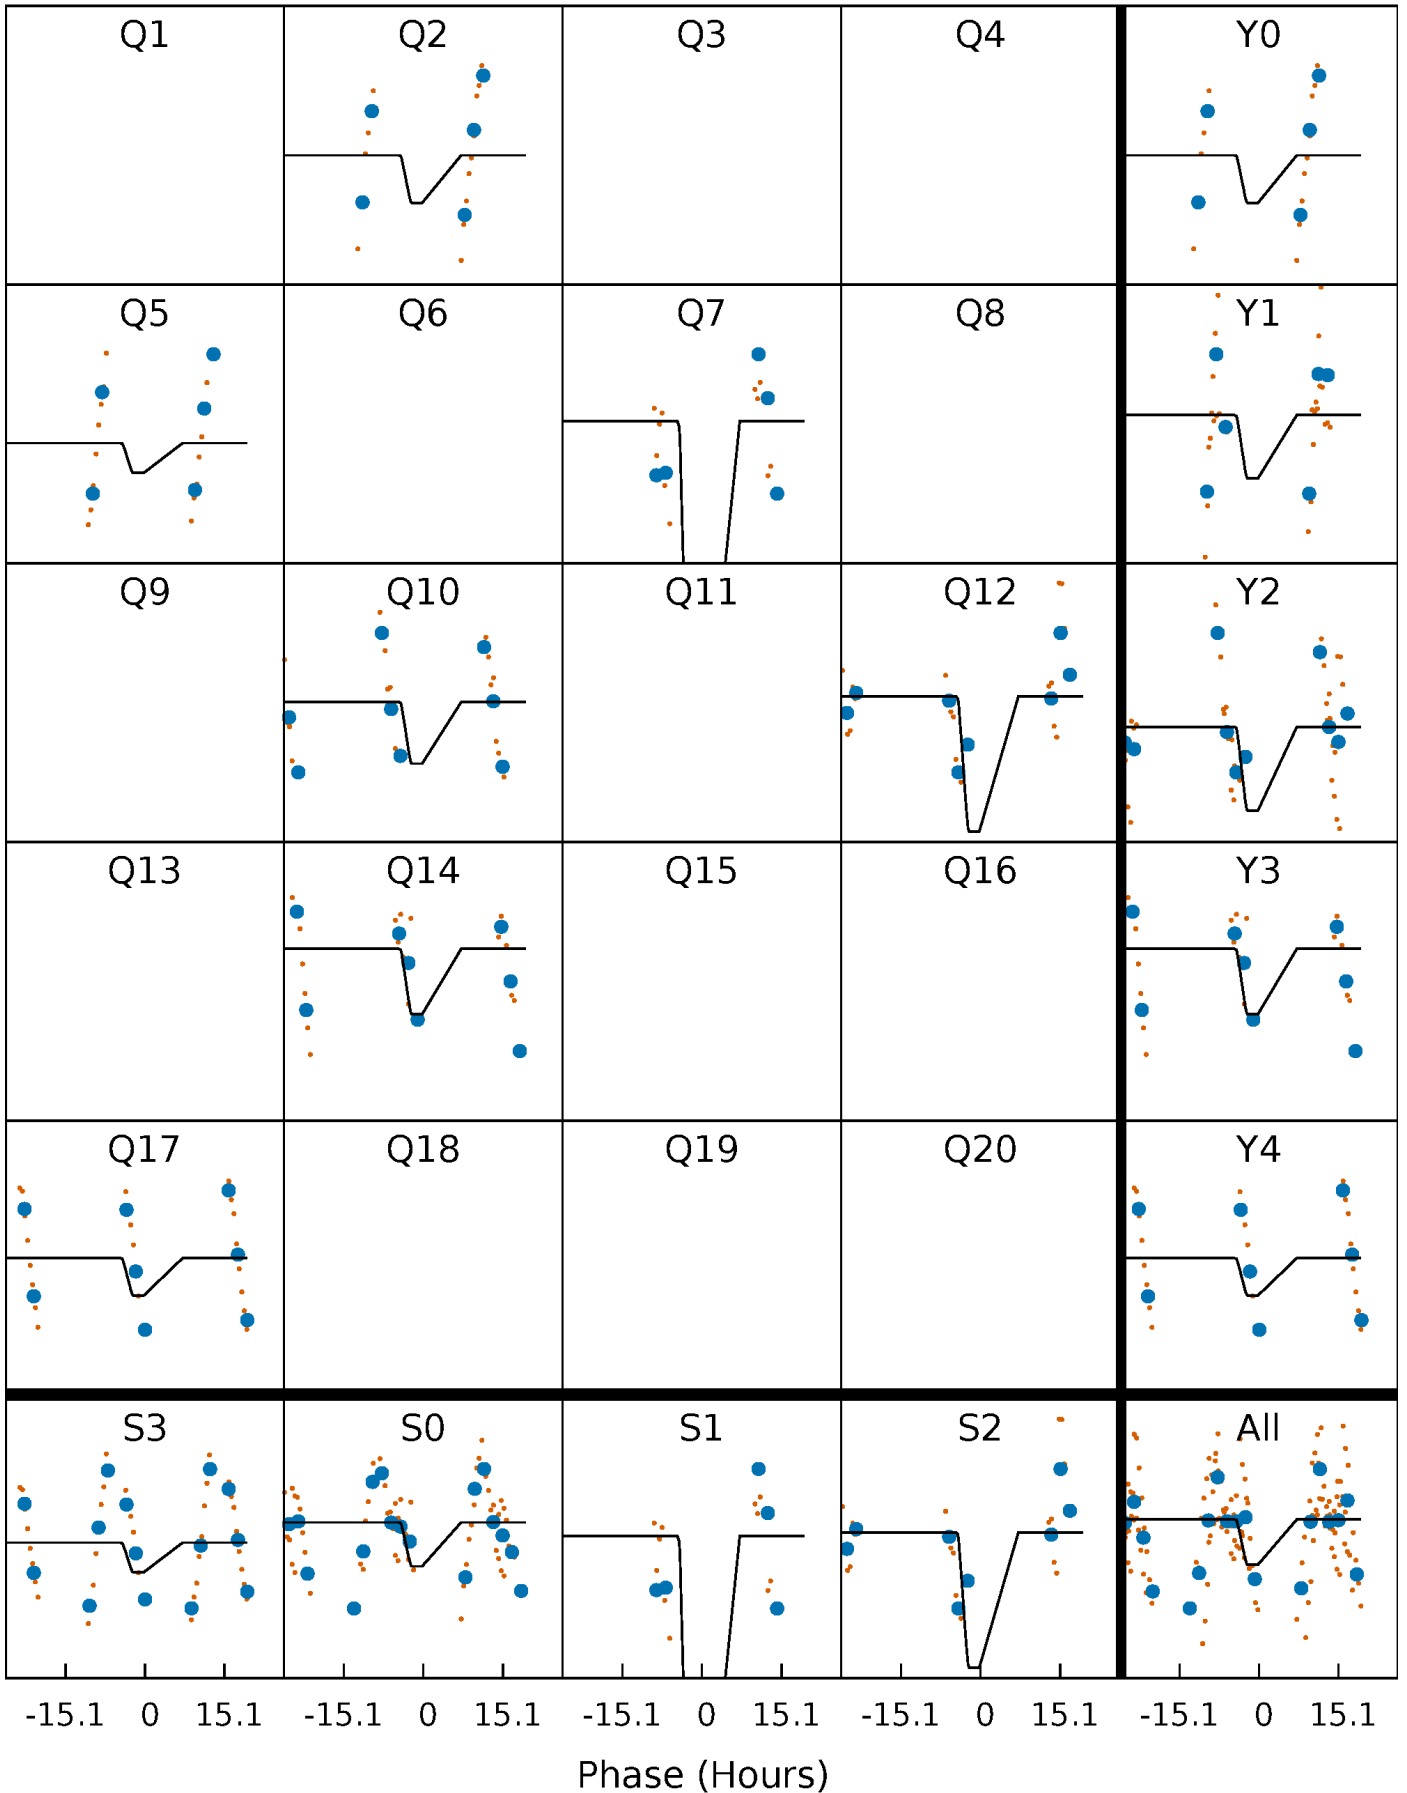 Q1 Q2 Q3 Q4 Y0
Q5 Q6 Q7 Q8 Y1
Q9 Q10 Q11 Q12 Y2
Q13 Q14 Q15 Q16 Y3
Q17 Q18 Q19 Q20 Y4
S3 S0 S1 S2 All
-15.1 0 15.1 -15.1 0 15.1 -15.1 0 15.1 -15.1 0 15.1 -15.1 0 15.1
Phase (Hours)